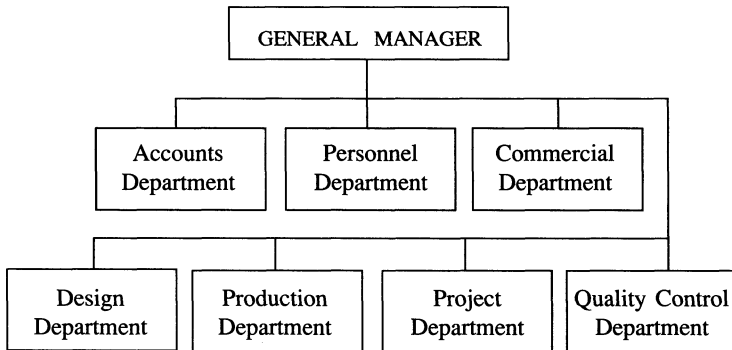 GENERAL MANAGER
Accounts
Department
Personnel
Department
Commercial
Department
Design
Department
Production
Department
Project
Department
Quality Control
Department